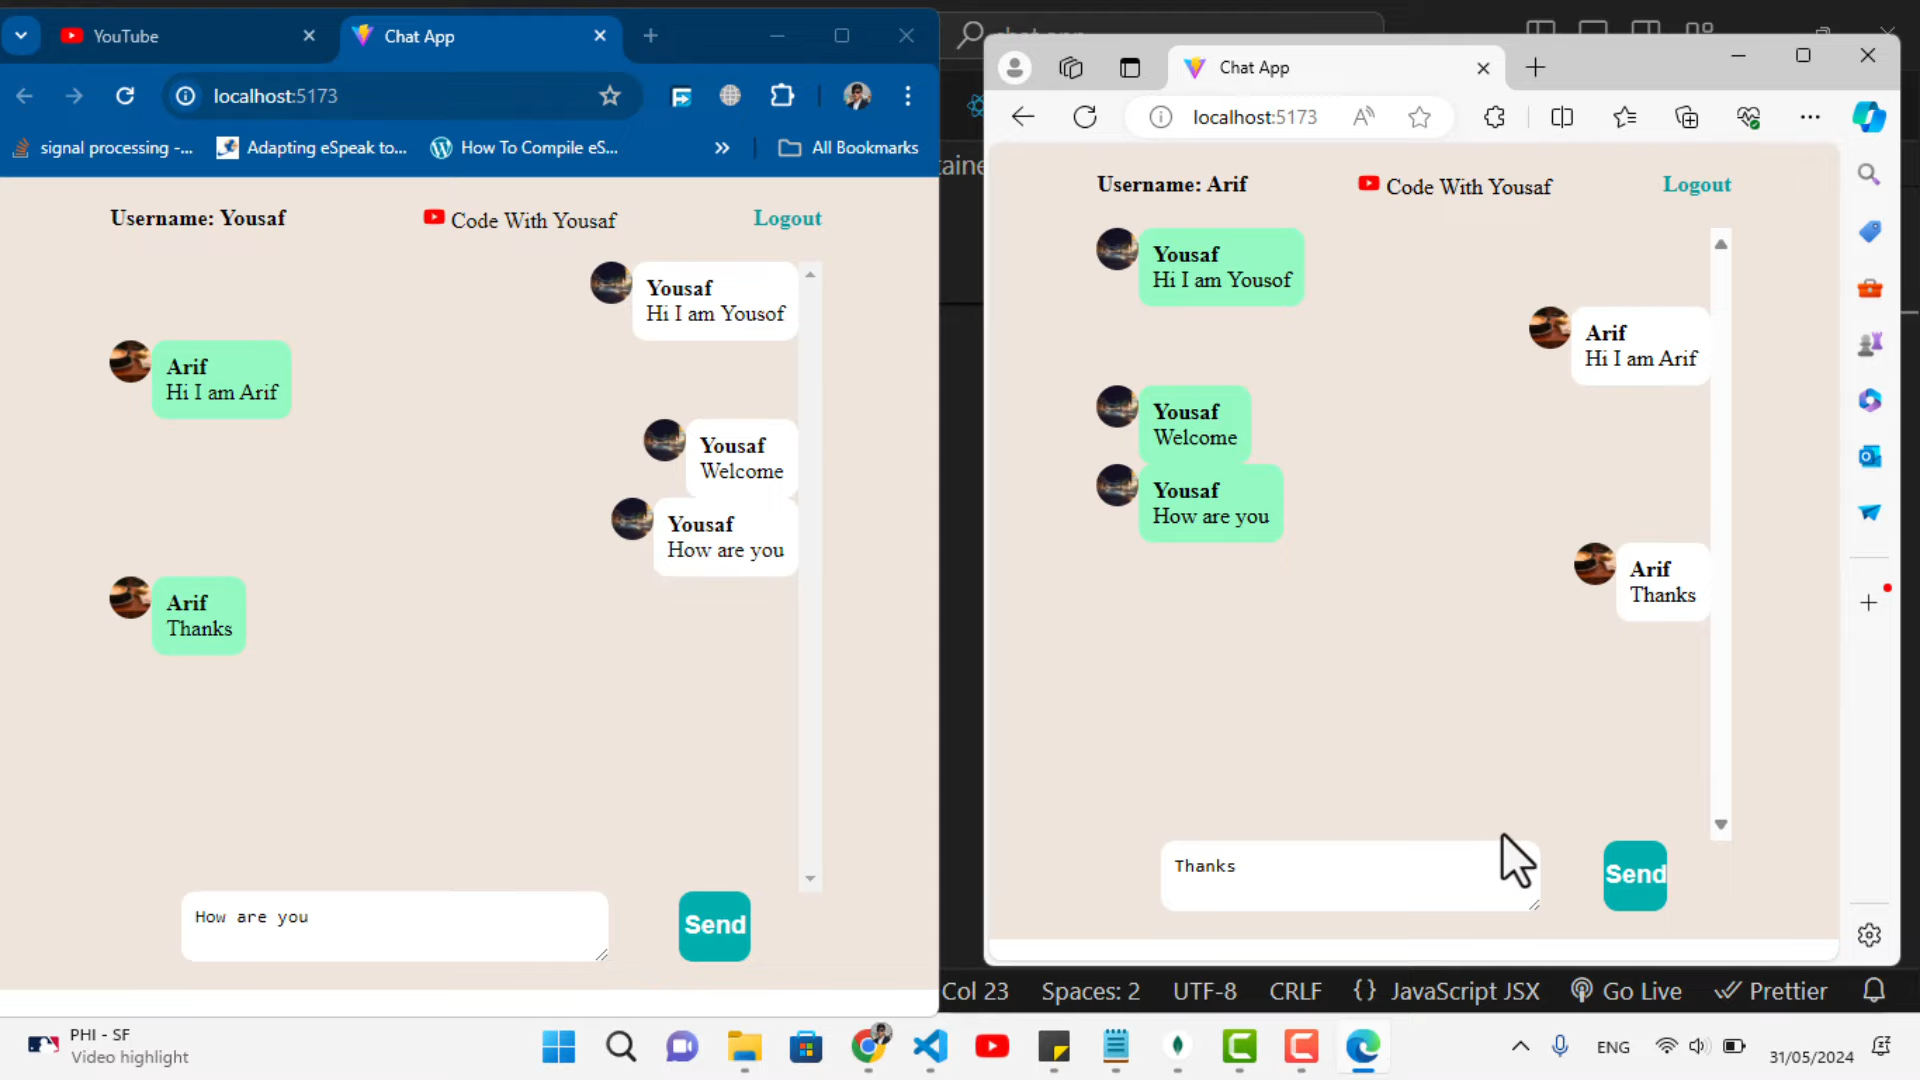 YouTube
Chat App
localhost:5173
signal processing -...
Adapting eSpeak to...
How To Compile eS...
All Bookmarks
Username: Yousaf
Code With Yousaf
Logout
Yousaf
Hi I am Yousof
Arif
Hi I am Arif
Yousaf
Welcome
Yousaf
How are you
Arif
Thanks
How are you
Send
chat app
Chat App
localhost:5173
Username: Arif
Code With Yousaf
Logout
Yousaf
Hi I am Yousof
Arif
Hi I am Arif
Yousaf
Welcome
Yousaf
How are you
Arif
Thanks
Thanks
Send
Col 23
Spaces: 2
UTF-8
CRLF
{} JavaScript JSX
Go Live
Prettier
PHI - SF
Video highlight
ENG
31/05/2024